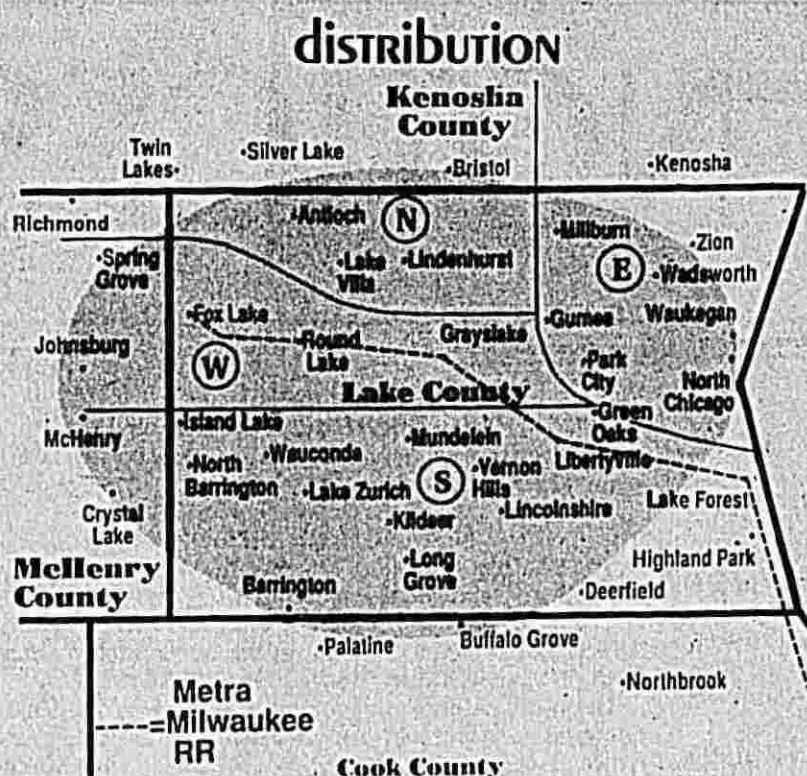 distribution
Kenosha
County
Twin
Lakes
Silver Lake
Bristol
Kenosha
Richmond
Antioch
N
Millburn
Zion
Spring
Grove
Lake
Villa
Lindenhurst
E
Wadsworth
Fox Lake
Round
Lake
Grayslake
Gurnee
Waukegan
Johnsburg
W
Park
City
North
Chicago
Lake County
McHenry
Island Lake
Mundelein
Green
Oaks
North
Barrington
Wauconda
Lake Zurich
S
Vernon
Hills
Libertyville
Crystal
Lake
Kildeer
Lincolnshire
Lake Forest
McHenry
County
Barrington
Long
Grove
Highland Park
Deerfield
Palatine
Buffalo Grove
Northbrook
Metra
=Milwaukee
RR
Cook County